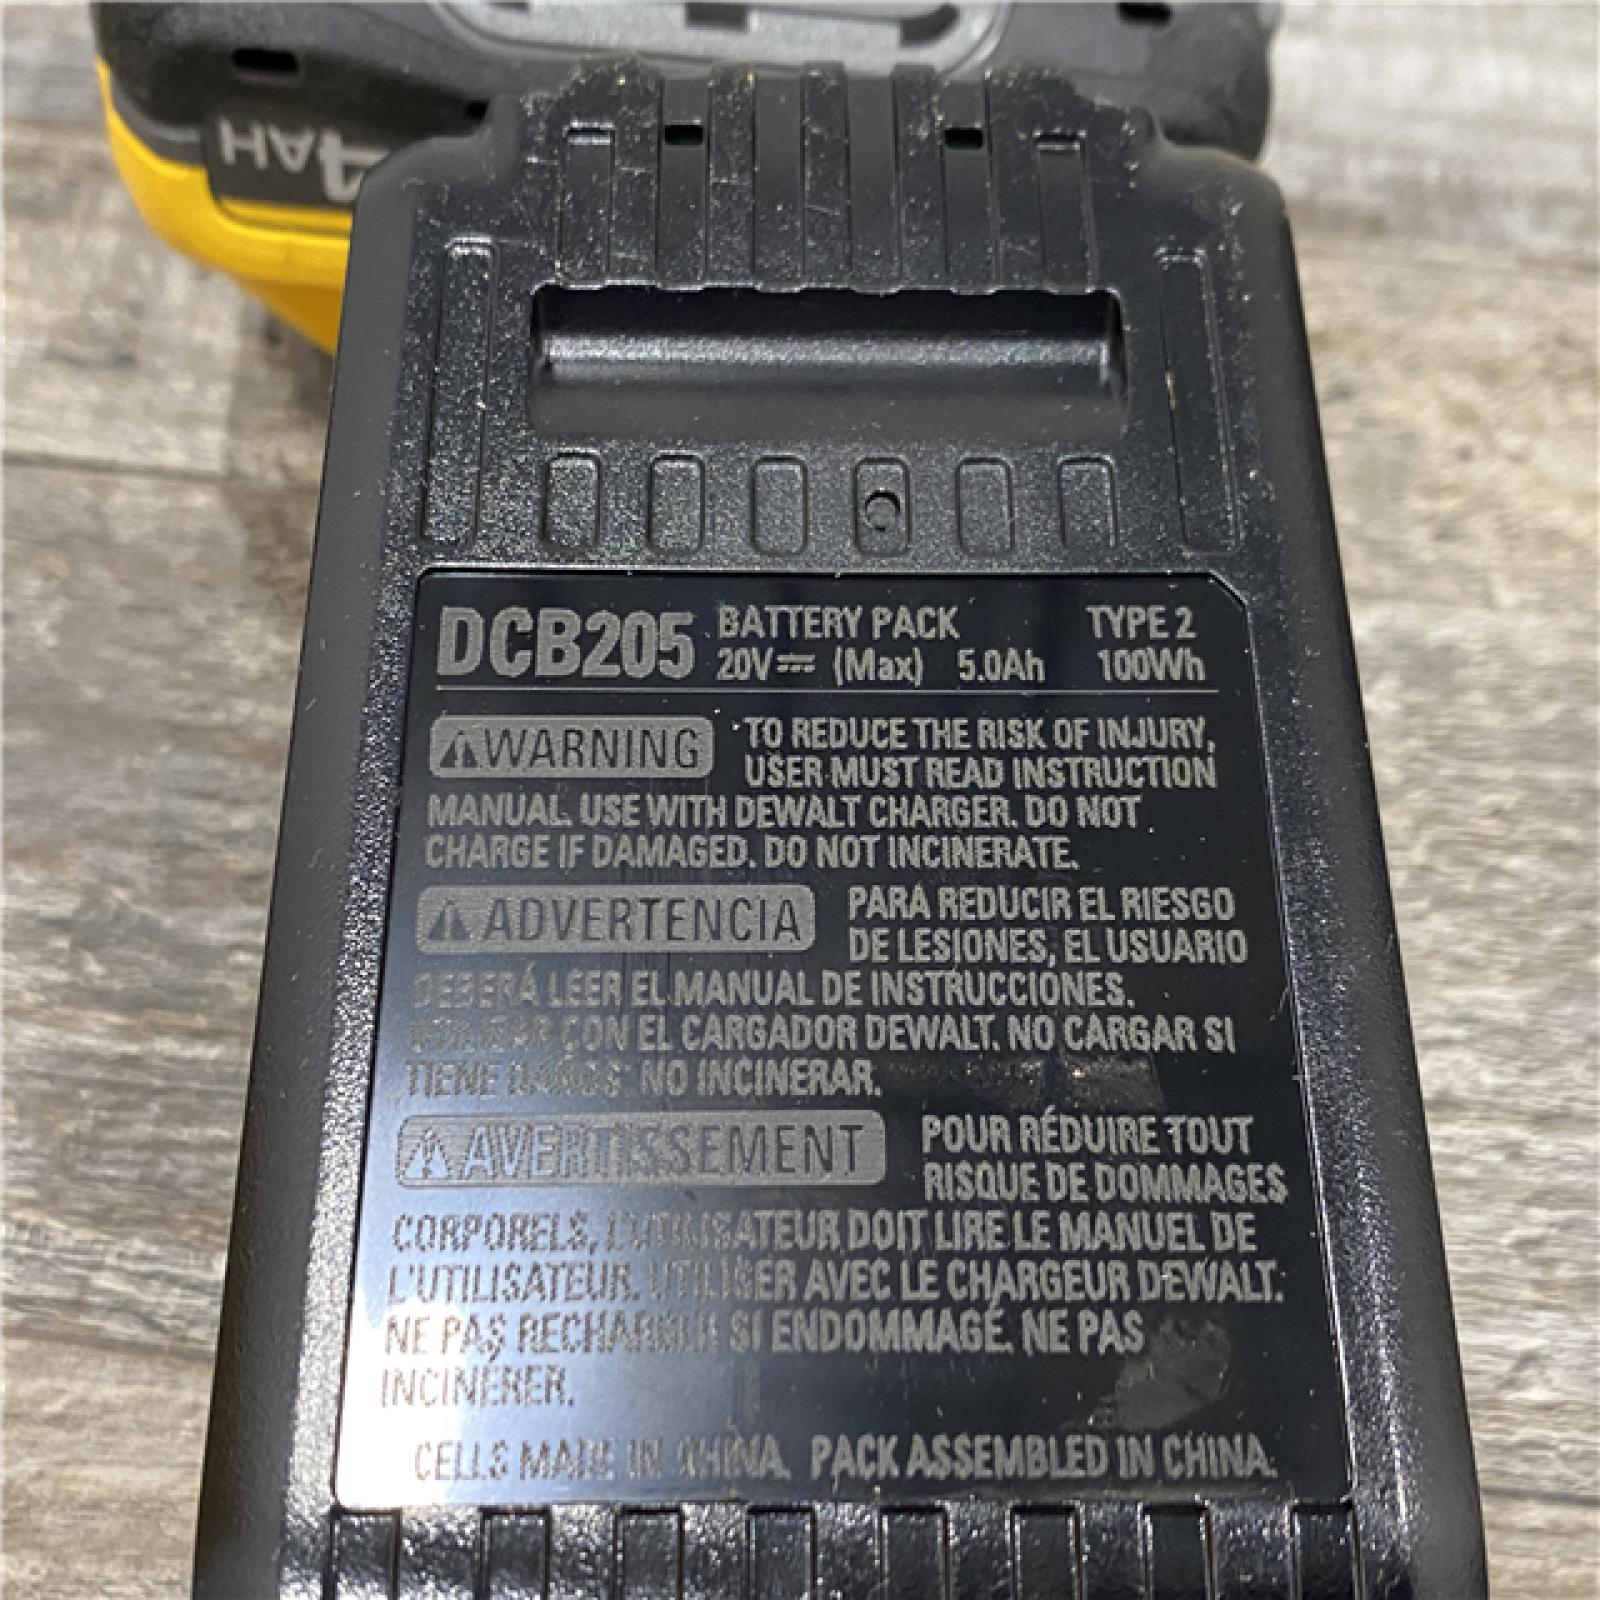 4AH
DCB205 BATTERY PACK TYPE 2
20V⎓ (Max) 5.0Ah 100Wh
⚠WARNING TO REDUCE THE RISK OF INJURY,
USER MUST READ INSTRUCTION
MANUAL. USE WITH DEWALT CHARGER. DO NOT
CHARGE IF DAMAGED. DO NOT INCINERATE.
⚠ADVERTENCIA PARA REDUCIR EL RIESGO
DE LESIONES, EL USUARIO
DEBERÁ LEER EL MANUAL DE INSTRUCCIONES.
CON EL CARGADOR DEWALT. NO CARGAR SI
TIENE DAÑOS. NO INCINERAR.
⚠AVERTISSEMENT POUR RÉDUIRE TOUT
RISQUE DE DOMMAGES
CORPORELS, L'UTILISATEUR DOIT LIRE LE MANUEL DE
L'UTILISATEUR. UTILISER AVEC LE CHARGEUR DEWALT.
NE PAS RECHARGER SI ENDOMMAGÉ. NE PAS
INCINÉRER.
CELLS MADE IN CHINA. PACK ASSEMBLED IN CHINA.